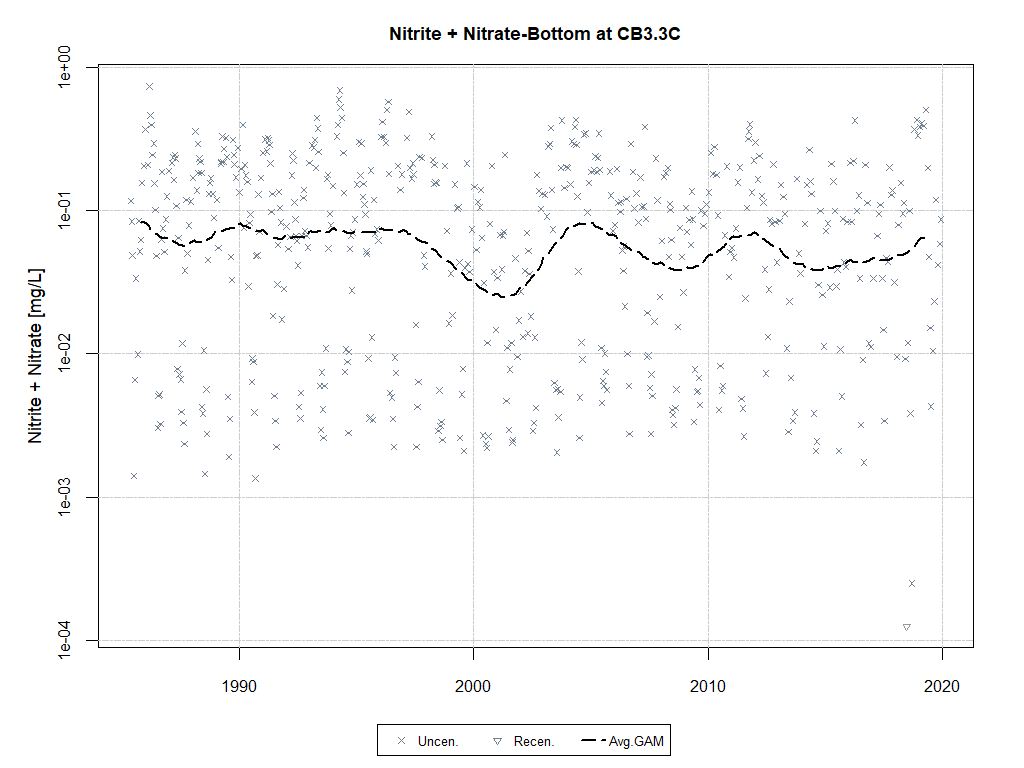 Nitrite + Nitrate-Bottom at CB3.3C
Nitrite + Nitrate [mg/L]
1e+00
1e-01
1e-02
1e-03
1e-04
1990 2000 2010 2020
Uncen. Recen. Avg.GAM